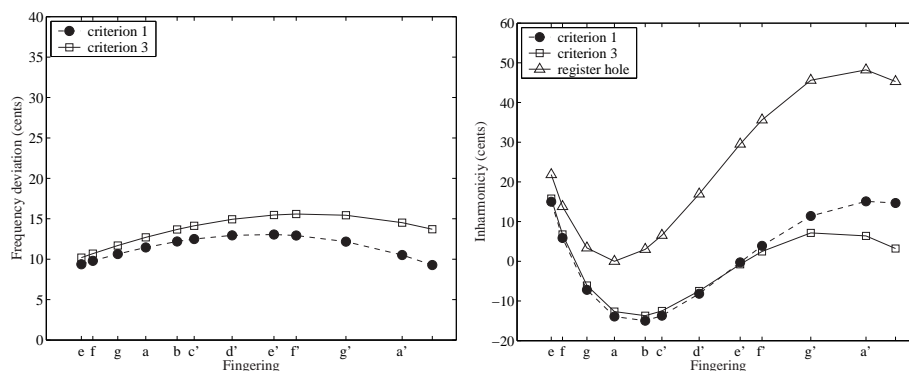 40
35
30
25
20
15
10
5
0
Frequency deviation (cents)
criterion 1
criterion 3
e f g a b c' d' e' f' g' a'
Fingering
60
50
40
30
20
10
0
−10
−20
Inharmoniciy (cents)
criterion 1
criterion 3
register hole
e f g a b c' d' e' f' g' a'
Fingering